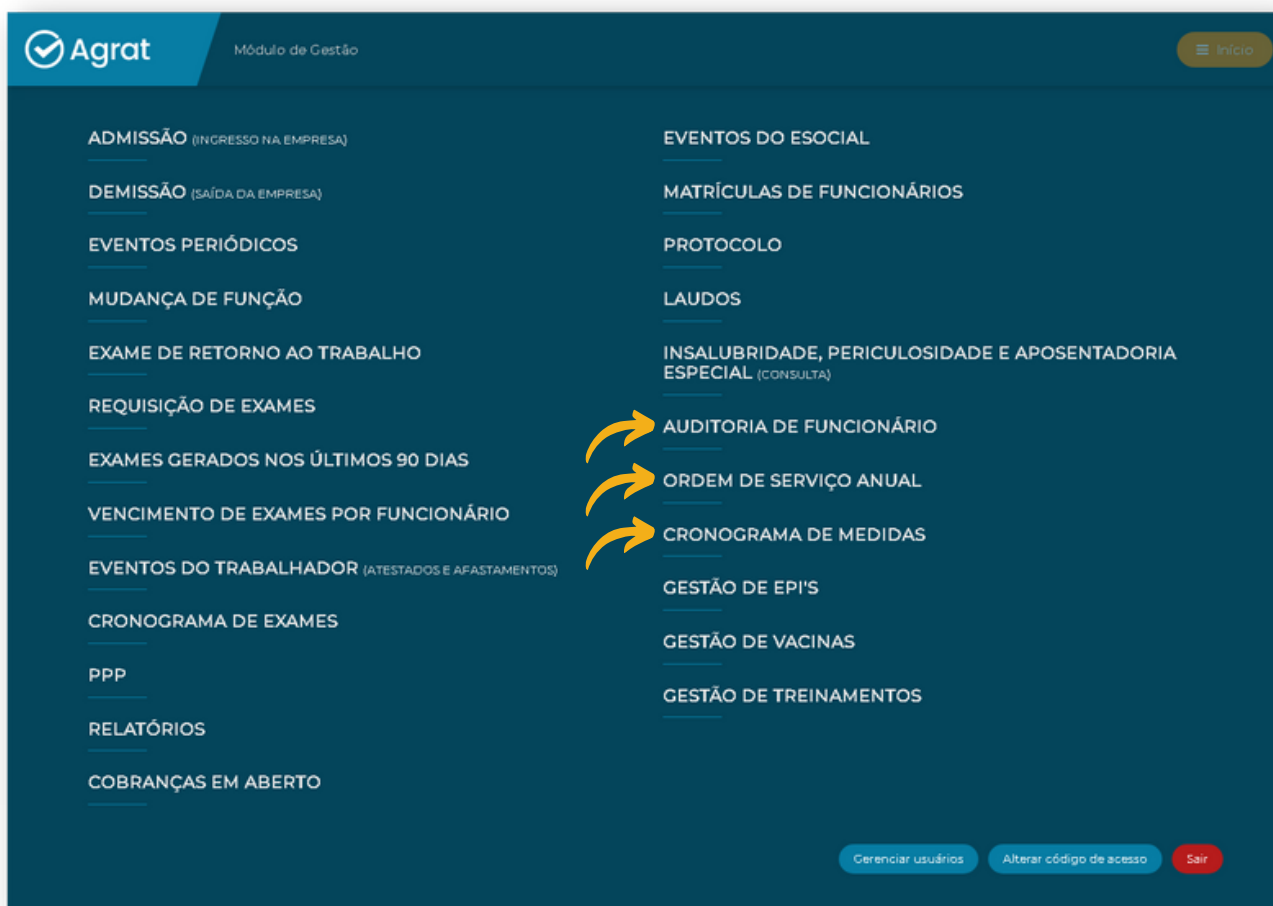 Agrat
Módulo de Gestão
Início
ADMISSÃO (INGRESSO NA EMPRESA)
DEMISSÃO (SAÍDA DA EMPRESA)
EVENTOS PERIÓDICOS
MUDANÇA DE FUNÇÃO
EXAME DE RETORNO AO TRABALHO
REQUISIÇÃO DE EXAMES
EXAMES GERADOS NOS ÚLTIMOS 90 DIAS
VENCIMENTO DE EXAMES POR FUNCIONÁRIO
EVENTOS DO TRABALHADOR (ATESTADOS E AFASTAMENTOS)
CRONOGRAMA DE EXAMES
PPP
RELATÓRIOS
COBRANÇAS EM ABERTO
EVENTOS DO ESOCIAL
MATRÍCULAS DE FUNCIONÁRIOS
PROTOCOLO
LAUDOS
INSALUBRIDADE, PERICULOSIDADE E APOSENTADORIA
ESPECIAL (CONSULTA)
AUDITORIA DE FUNCIONÁRIO
ORDEM DE SERVIÇO ANUAL
CRONOGRAMA DE MEDIDAS
GESTÃO DE EPI'S
GESTÃO DE VACINAS
GESTÃO DE TREINAMENTOS
Gerenciar usuários
Alterar código de acesso
Sair